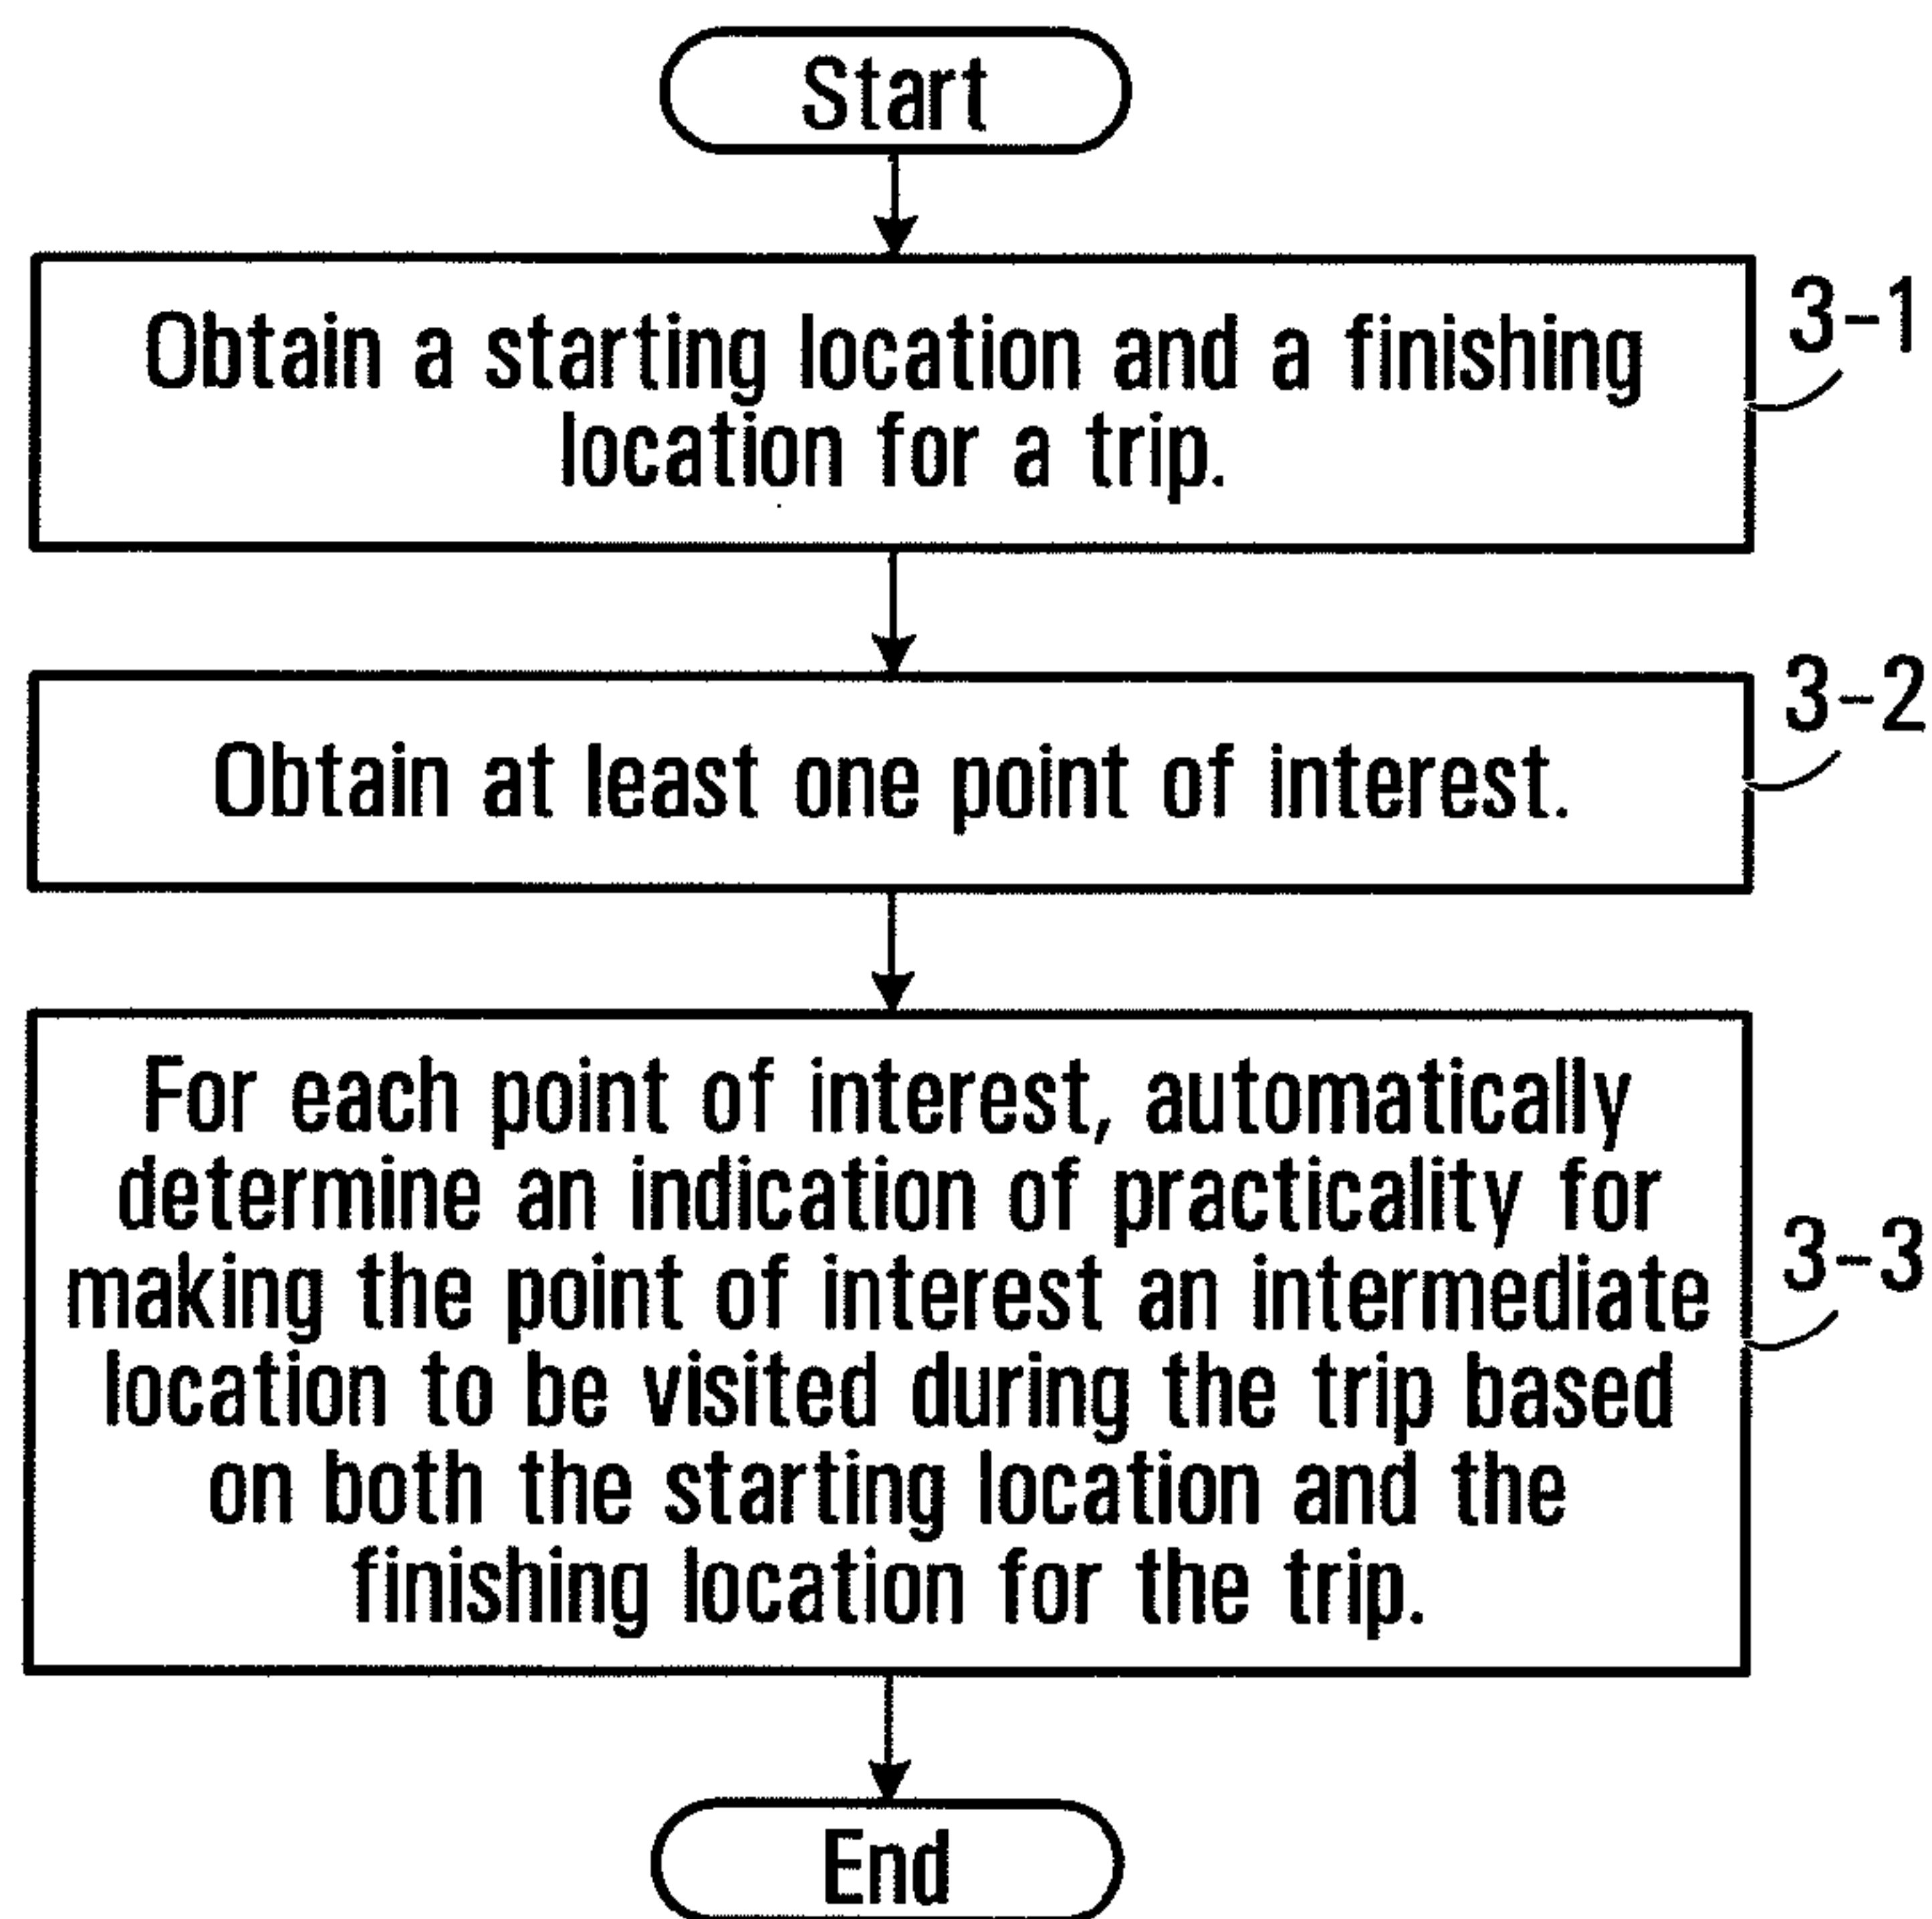 Start
Obtain a starting location and a finishing
location for a trip.
3-1
Obtain at least one point of interest.
3-2
For each point of interest, automatically
determine an indication of practicality for
making the point of interest an intermediate
location to be visited during the trip based
on both the starting location and the
finishing location for the trip.
3-3
End